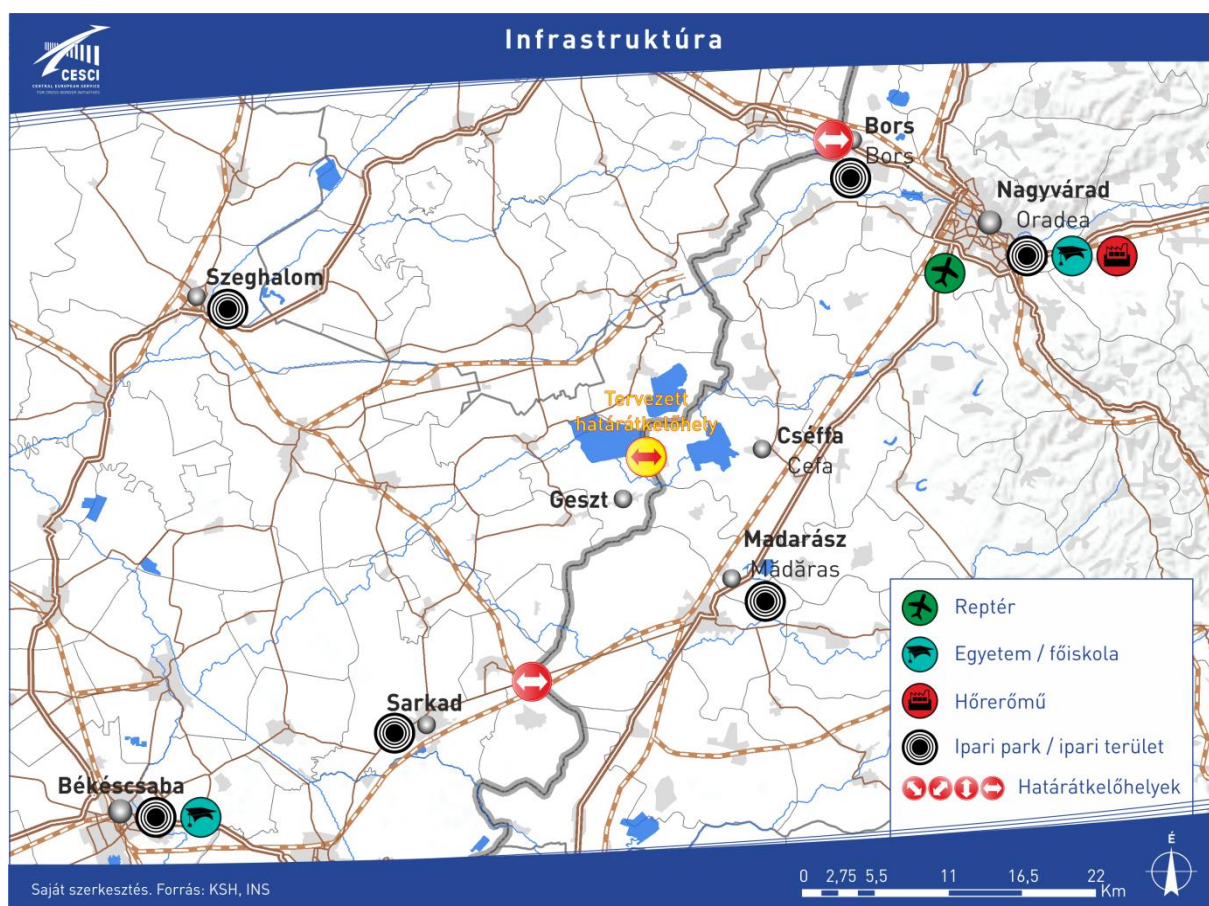 Infrastruktúra
CESCI
CENTRAL EUROPEAN SERVICE
FOR CROSS-BORDER INITIATIVES
Bors
Bors
Nagyvárad
Oradea
Szeghalom
Tervezett
határátkelőhely
Cséffa
Cefa
Geszt
Madarász
Mădăras
Sarkad
Békéscsaba
Reptér
Egyetem / főiskola
Hőrerőmű
Ipari park / ipari terület
Határátkelőhelyek
É
0 2,75 5,5 11 16,5 22
Km
Saját szerkesztés. Forrás: KSH, INS